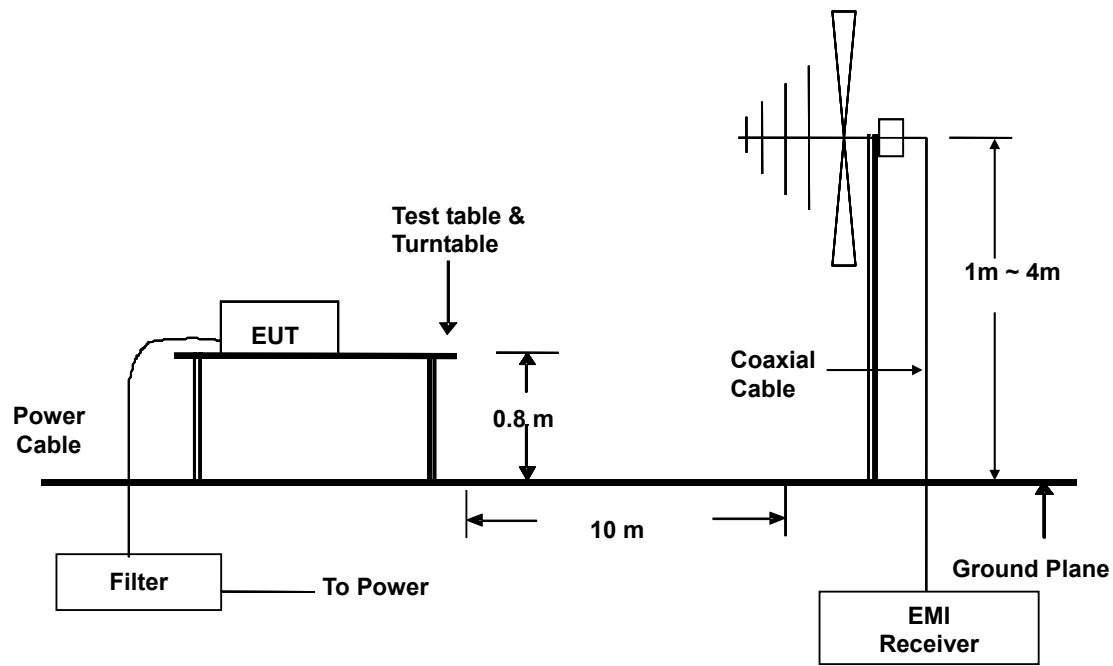 Test table &
Turntable
1m ~ 4m
EUT
Coaxial
Cable
0.8 m
Power
Cable
10 m
Filter
To Power
Ground Plane
EMI
Receiver